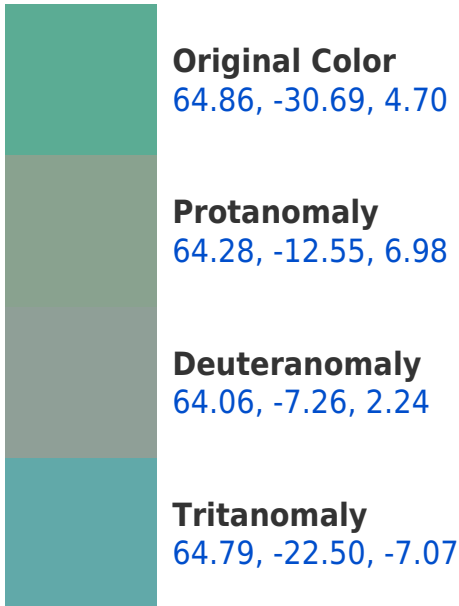 Original Color
64.86, -30.69, 4.70
Protanomaly
64.28, -12.55, 6.98
Deuteranomaly
64.06, -7.26, 2.24
Tritanomaly
64.79, -22.50, -7.07